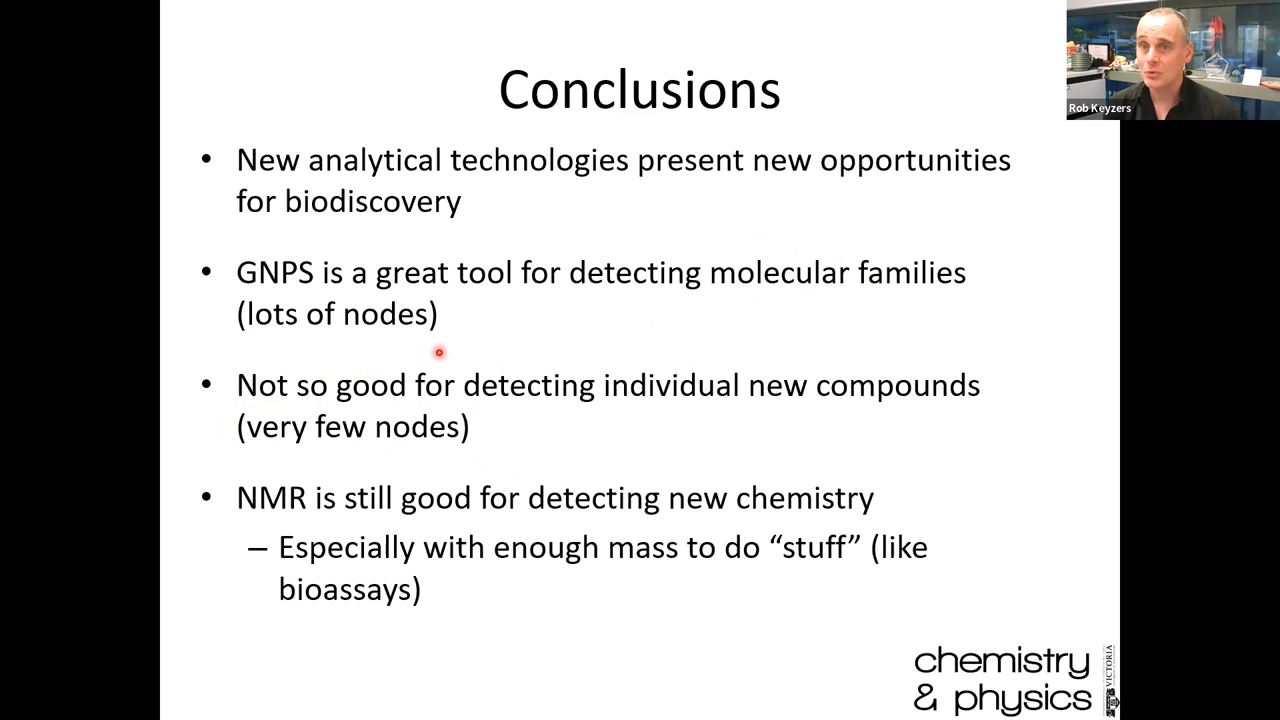 Conclusions
Rob Keyzers
• New analytical technologies present new opportunities
for biodiscovery
• GNPS is a great tool for detecting molecular families
(lots of nodes)
• Not so good for detecting individual new compounds
(very few nodes)
• NMR is still good for detecting new chemistry
– Especially with enough mass to do “stuff” (like
bioassays)
chemistry
& physics
VICTORIA